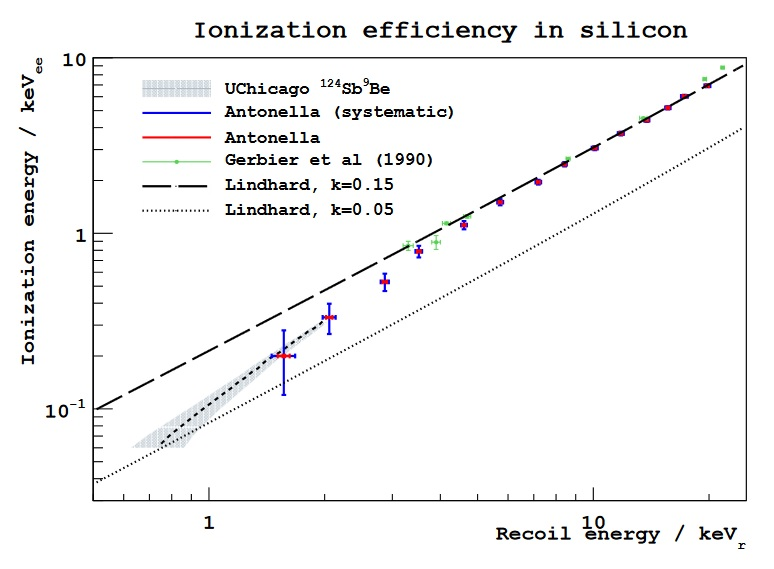 Ionization efficiency in silicon
Ionization energy / keVee
10
1
10⁻¹
UChicago ¹²⁴Sb⁹Be
Antonella (systematic)
Antonella
Gerbier et al (1990)
Lindhard, k=0.15
Lindhard, k=0.05
1
10
Recoil energy / keVr